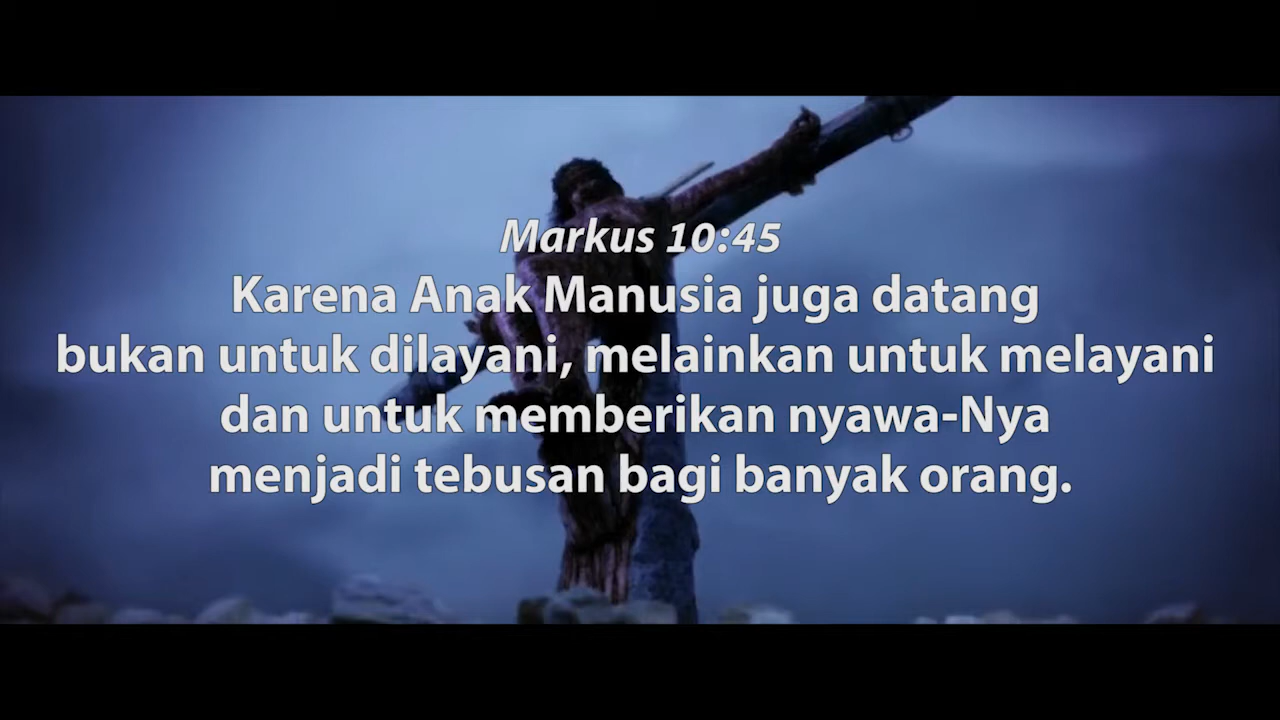 Markus 10:45
Karena Anak Manusia juga datang
bukan untuk dilayani, melainkan untuk melayani
dan untuk memberikan nyawa-Nya
menjadi tebusan bagi banyak orang.